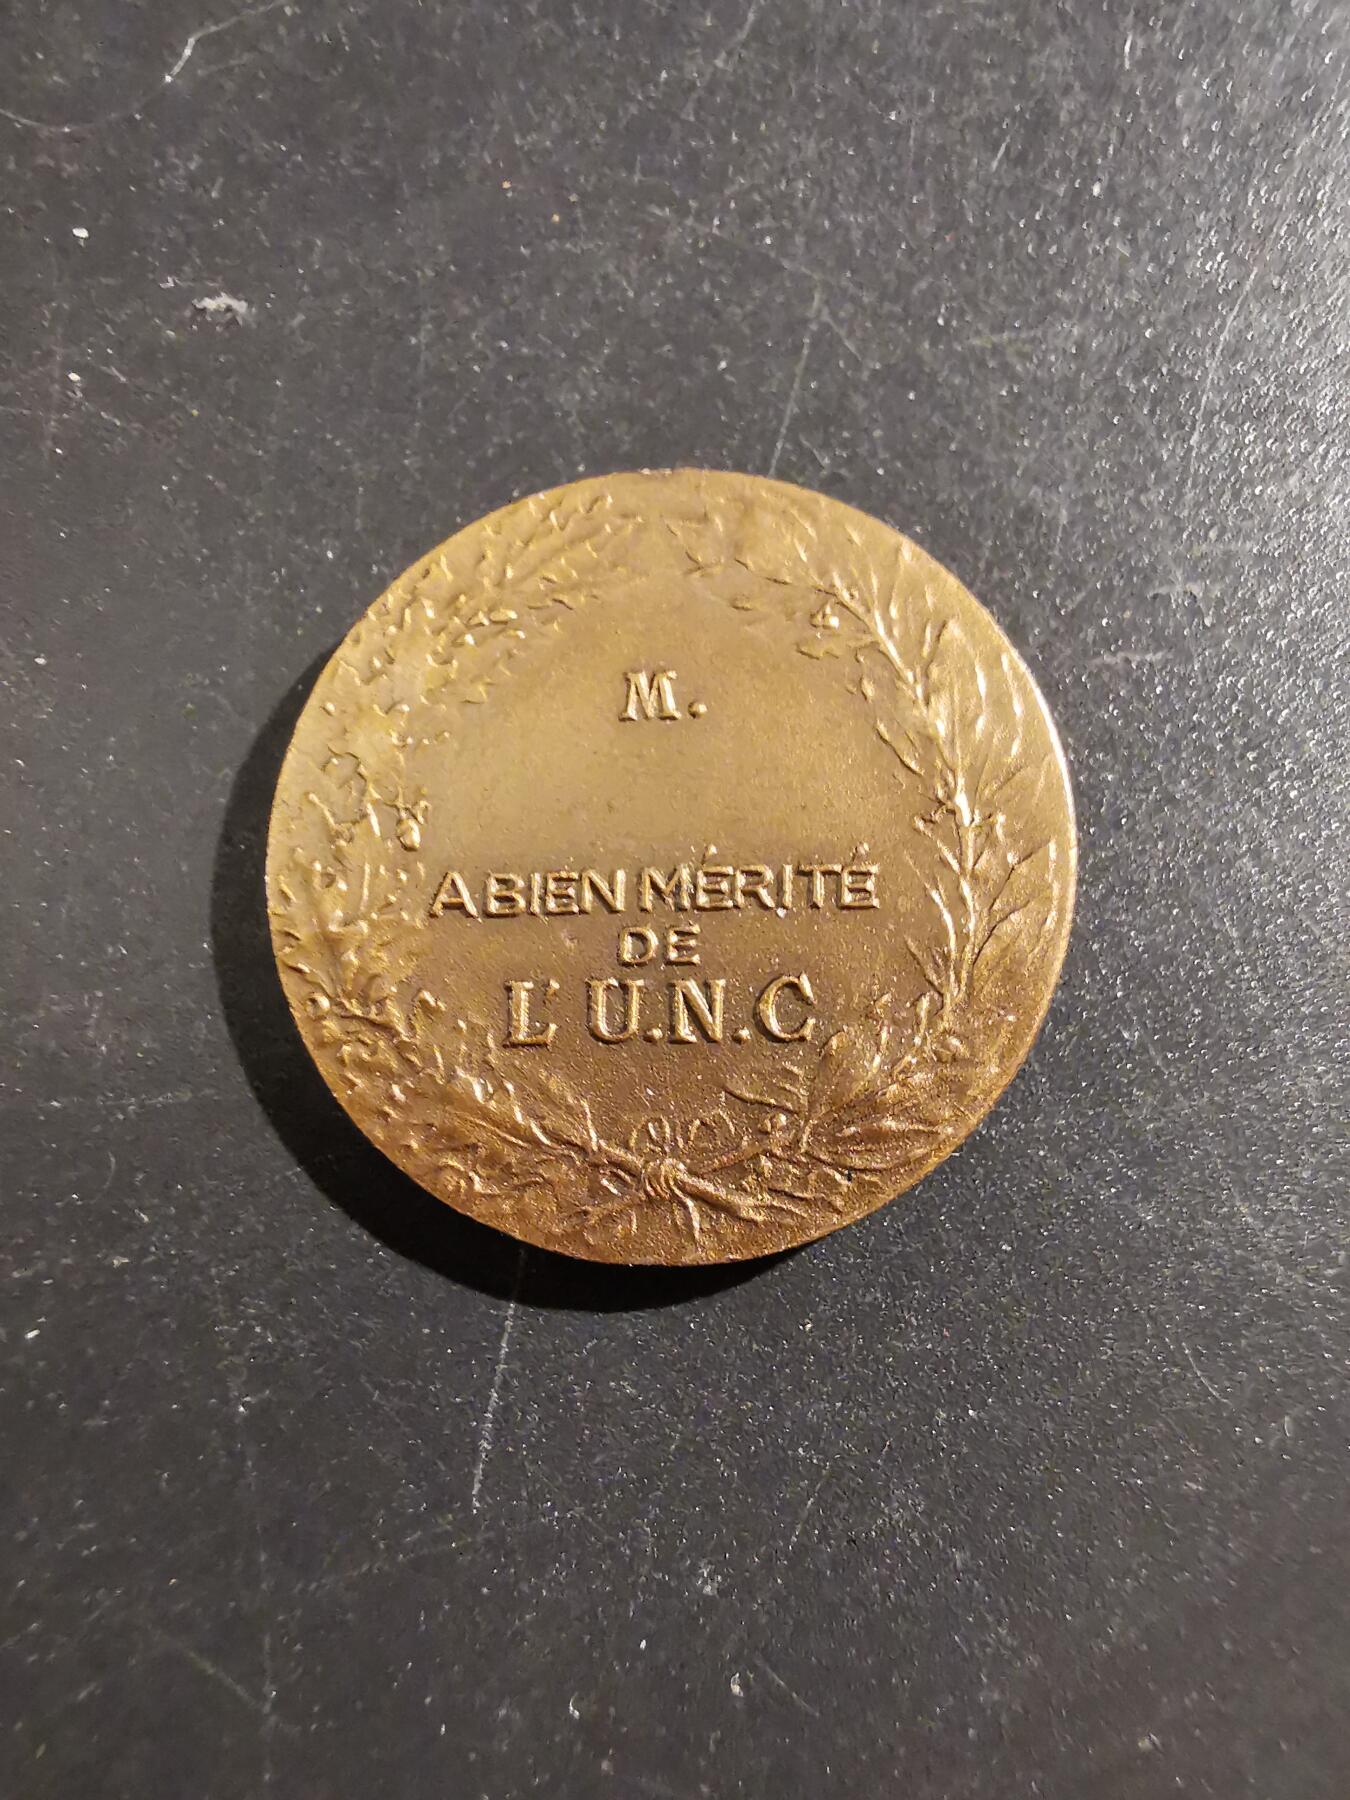 M.
A BIEN MÉRITÉ
DE
L'U.N.C